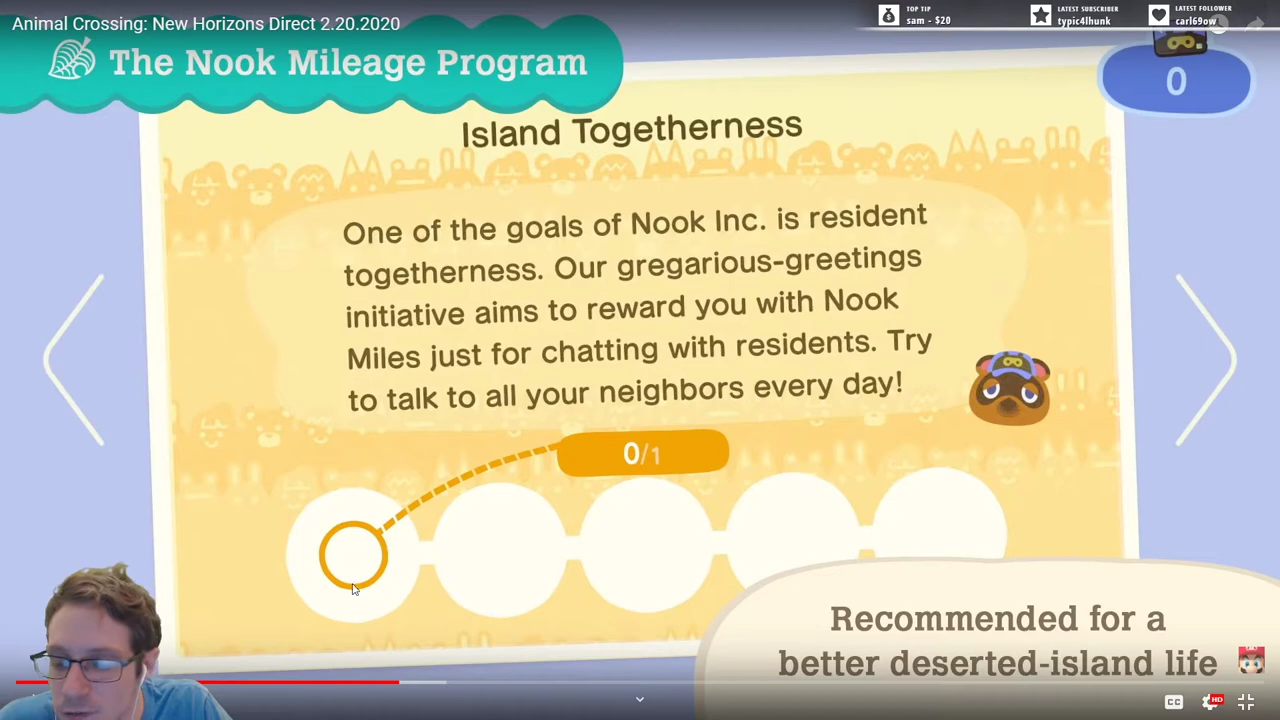 Animal Crossing: New Horizons Direct 2.20.2020
TOP TIP
sam - $20
LATEST SUBSCRIBER
typic4lhunk
LATEST FOLLOWER
carl69ow
The Nook Mileage Program
0
Island Togetherness
One of the goals of Nook Inc. is resident
togetherness. Our gregarious-greetings
initiative aims to reward you with Nook
Miles just for chatting with residents. Try
to talk to all your neighbors every day!
0/1
Recommended for a
better deserted-island life
CC
HD